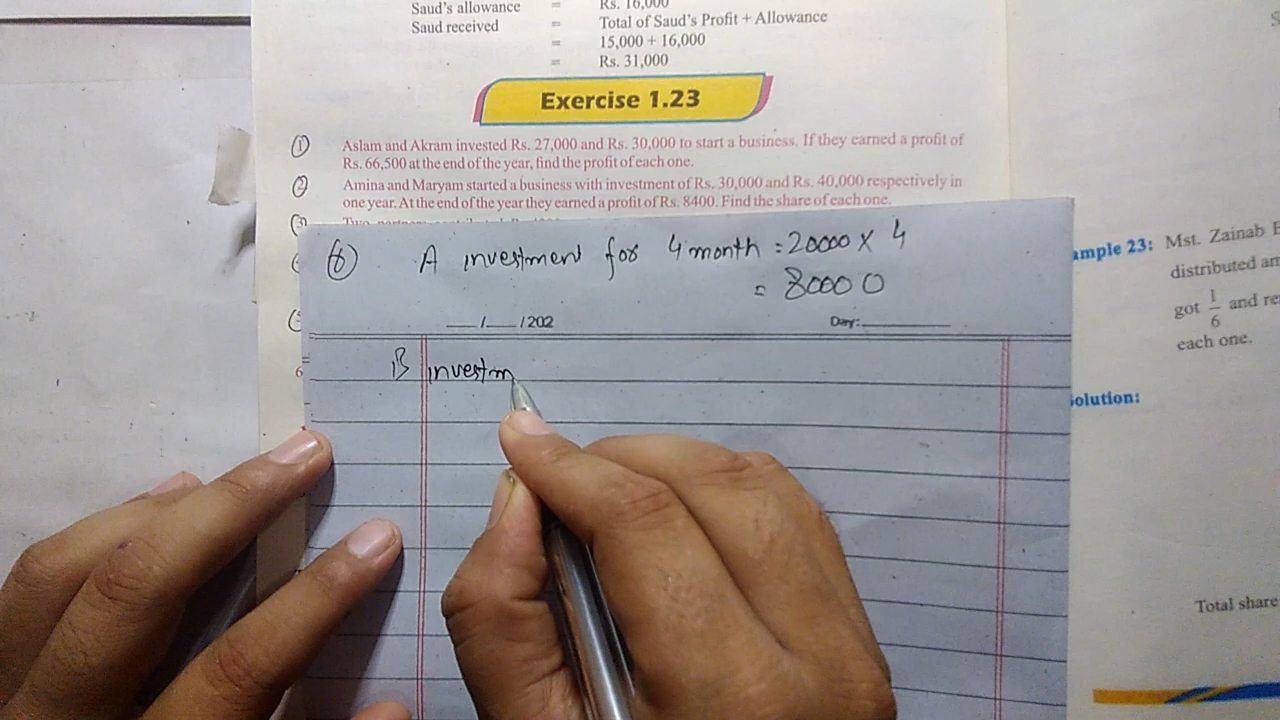 Saud's allowance = Rs. 16,000
Saud received = Total of Saud's Profit + Allowance
= 15,000 + 16,000
= Rs. 31,000
Exercise 1.23
① Aslam and Akram invested Rs. 27,000 and Rs. 30,000 to start a business. If they earned a profit of
Rs. 66,500 at the end of the year, find the profit of each one.
② Amina and Maryam started a business with investment of Rs. 30,000 and Rs. 40,000 respectively in
one year. At the end of the year they earned a profit of Rs. 8400. Find the share of each one.
⑥ A investment for 4 month = 20000 × 4
= 80000
__/__/202 Day:
B investm
6
ample 23: Mst. Zainab
distributed
got 1/6 and
each one.
olution:
Total share